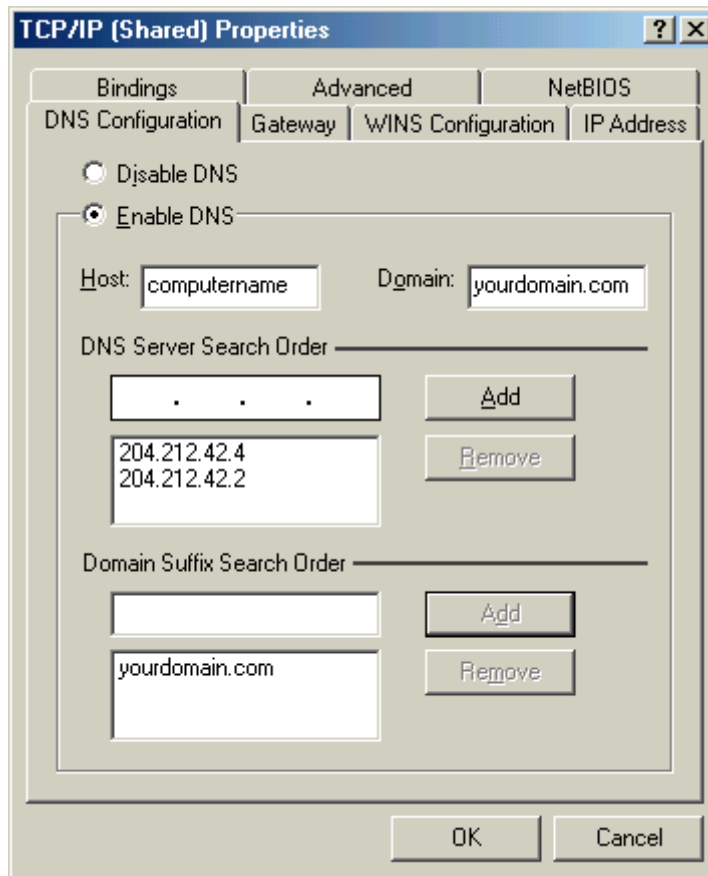 TCP/IP (Shared) Properties
Bindings Advanced NetBIOS
DNS Configuration Gateway WINS Configuration IP Address
Disable DNS
Enable DNS
Host: computername Domain: yourdomain.com
DNS Server Search Order
. . . Add
204.212.42.4 Remove
204.212.42.2
Domain Suffix Search Order
Add
yourdomain.com Remove
OK Cancel